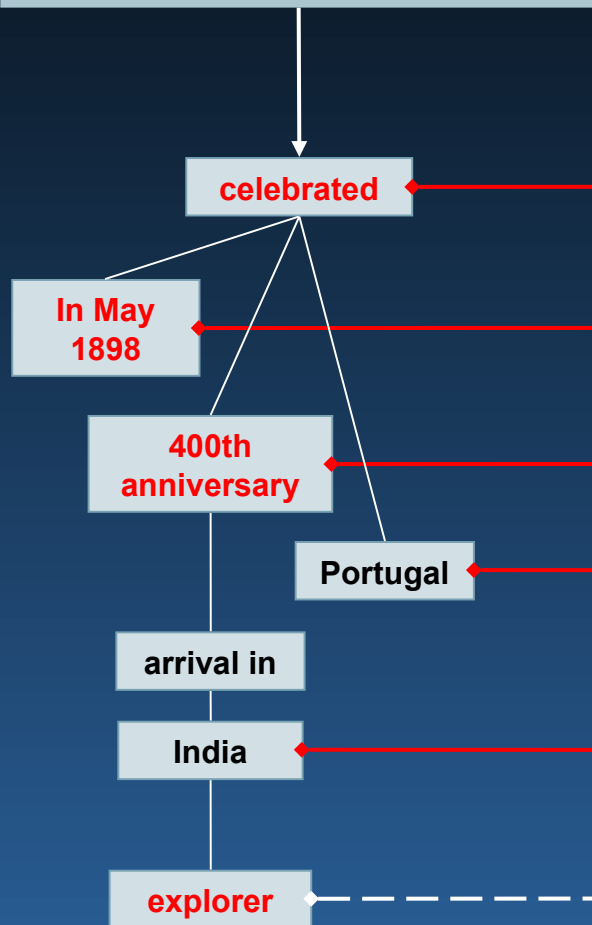 celebrated
In May
1898
400th
anniversary
Portugal
arrival in
India
explorer